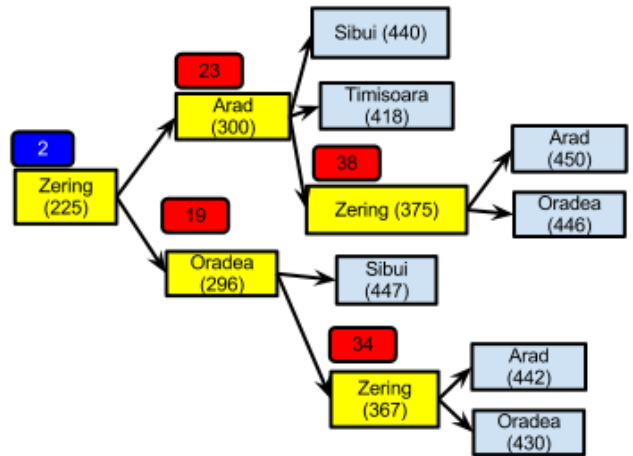 Sibui (440)
23
Arad
(300)
Timisoara
(418)
2
Zering
(225)
38
Zering (375)
Arad
(450)
Oradea
(446)
19
Oradea
(296)
Sibui
(447)
34
Zering
(367)
Arad
(442)
Oradea
(430)